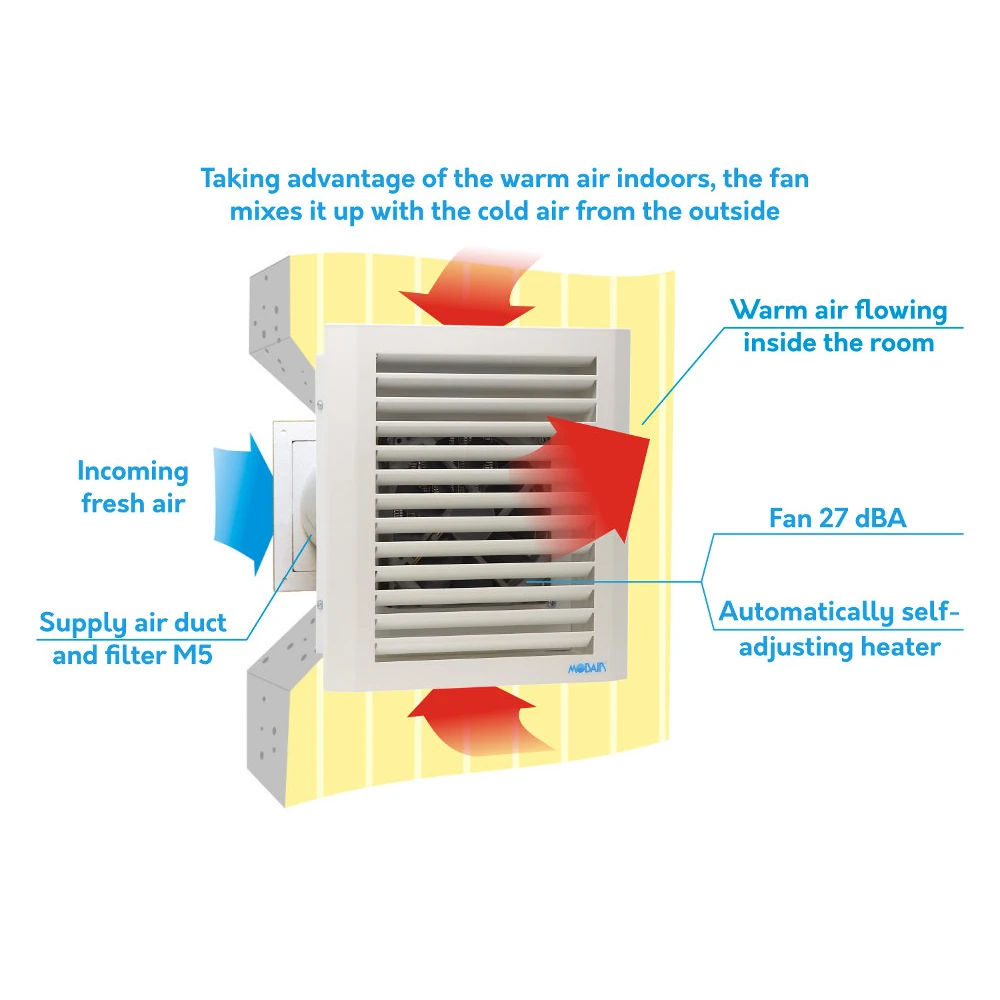 Taking advantage of the warm air indoors, the fan
mixes it up with the cold air from the outside
Warm air flowing
inside the room
Incoming
fresh air
Fan 27 dBA
Supply air duct
and filter M5
Automatically self-
adjusting heater
MOBAIR